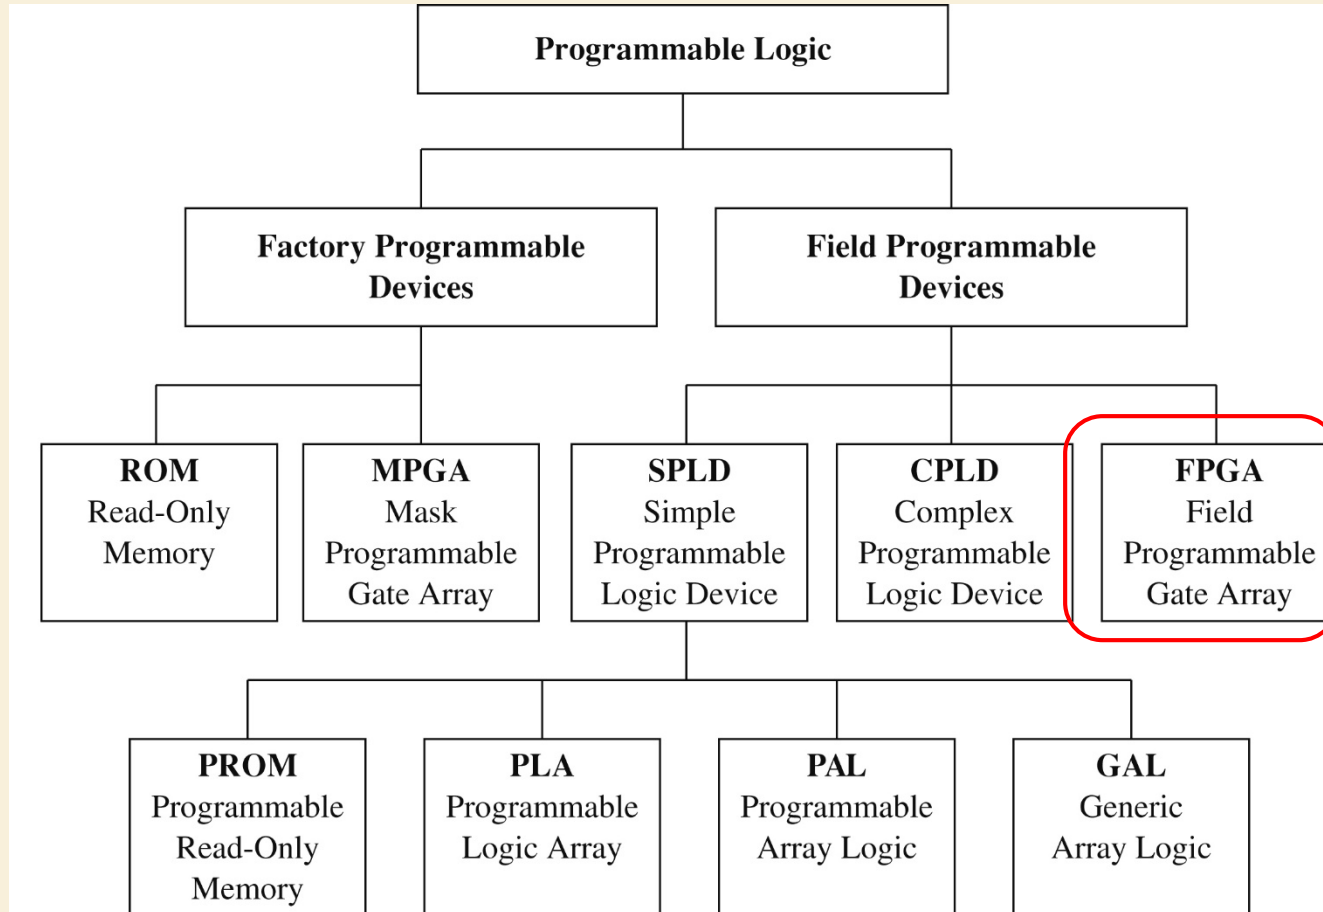 Programmable Logic
Factory Programmable
Devices
Field Programmable
Devices
ROM
Read-Only
Memory
MPGA
Mask
Programmable
Gate Array
SPLD
Simple
Programmable
Logic Device
CPLD
Complex
Programmable
Logic Device
FPGA
Field
Programmable
Gate Array
PROM
Programmable
Read-Only
Memory
PLA
Programmable
Logic Array
PAL
Programmable
Array Logic
GAL
Generic
Array Logic